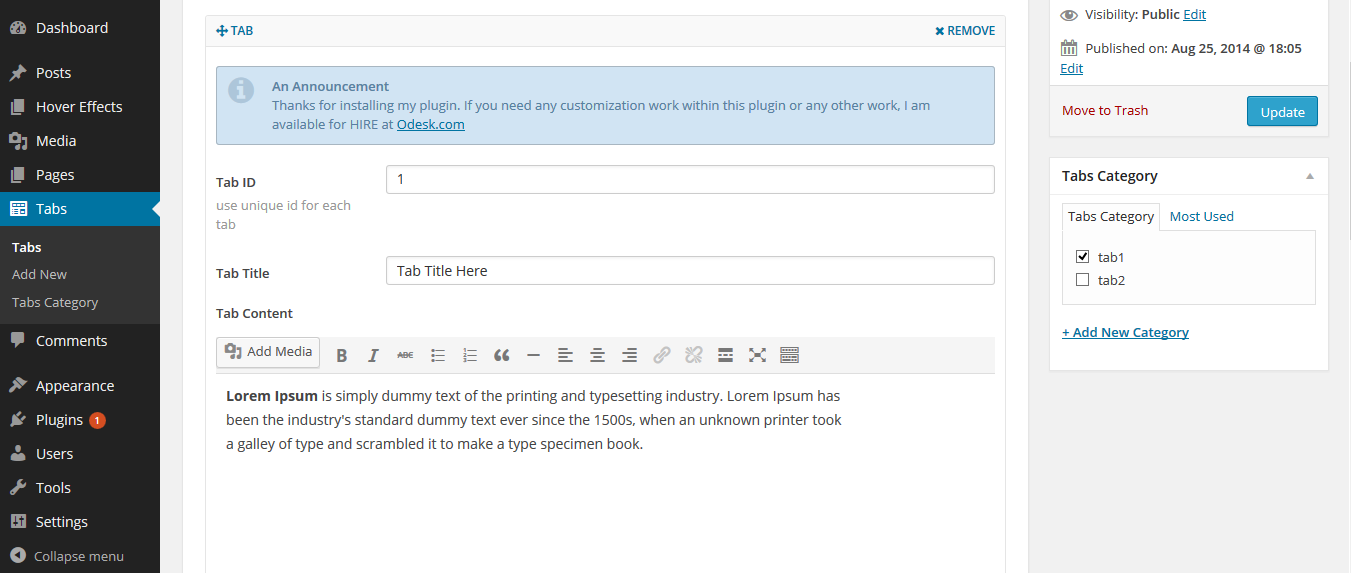 Dashboard
Posts
Hover Effects
Media
Pages
Tabs
Tabs
Add New
Tabs Category
Comments
Appearance
Plugins 1
Users
Tools
Settings
Collapse menu
TAB
REMOVE
An Announcement
Thanks for installing my plugin. If you need any customization work within this plugin or any other work, I am
available for HIRE at Odesk.com
Tab ID
use unique id for each
tab
1
Tab Title
Tab Title Here
Tab Content
Add Media
B I ABC
Lorem Ipsum is simply dummy text of the printing and typesetting industry. Lorem Ipsum has
been the industry's standard dummy text ever since the 1500s, when an unknown printer took
a galley of type and scrambled it to make a type specimen book.
Visibility: Public Edit
Published on: Aug 25, 2014 @ 18:05
Edit
Move to Trash
Update
Tabs Category
Tabs Category
Most Used
tab1
tab2
+ Add New Category